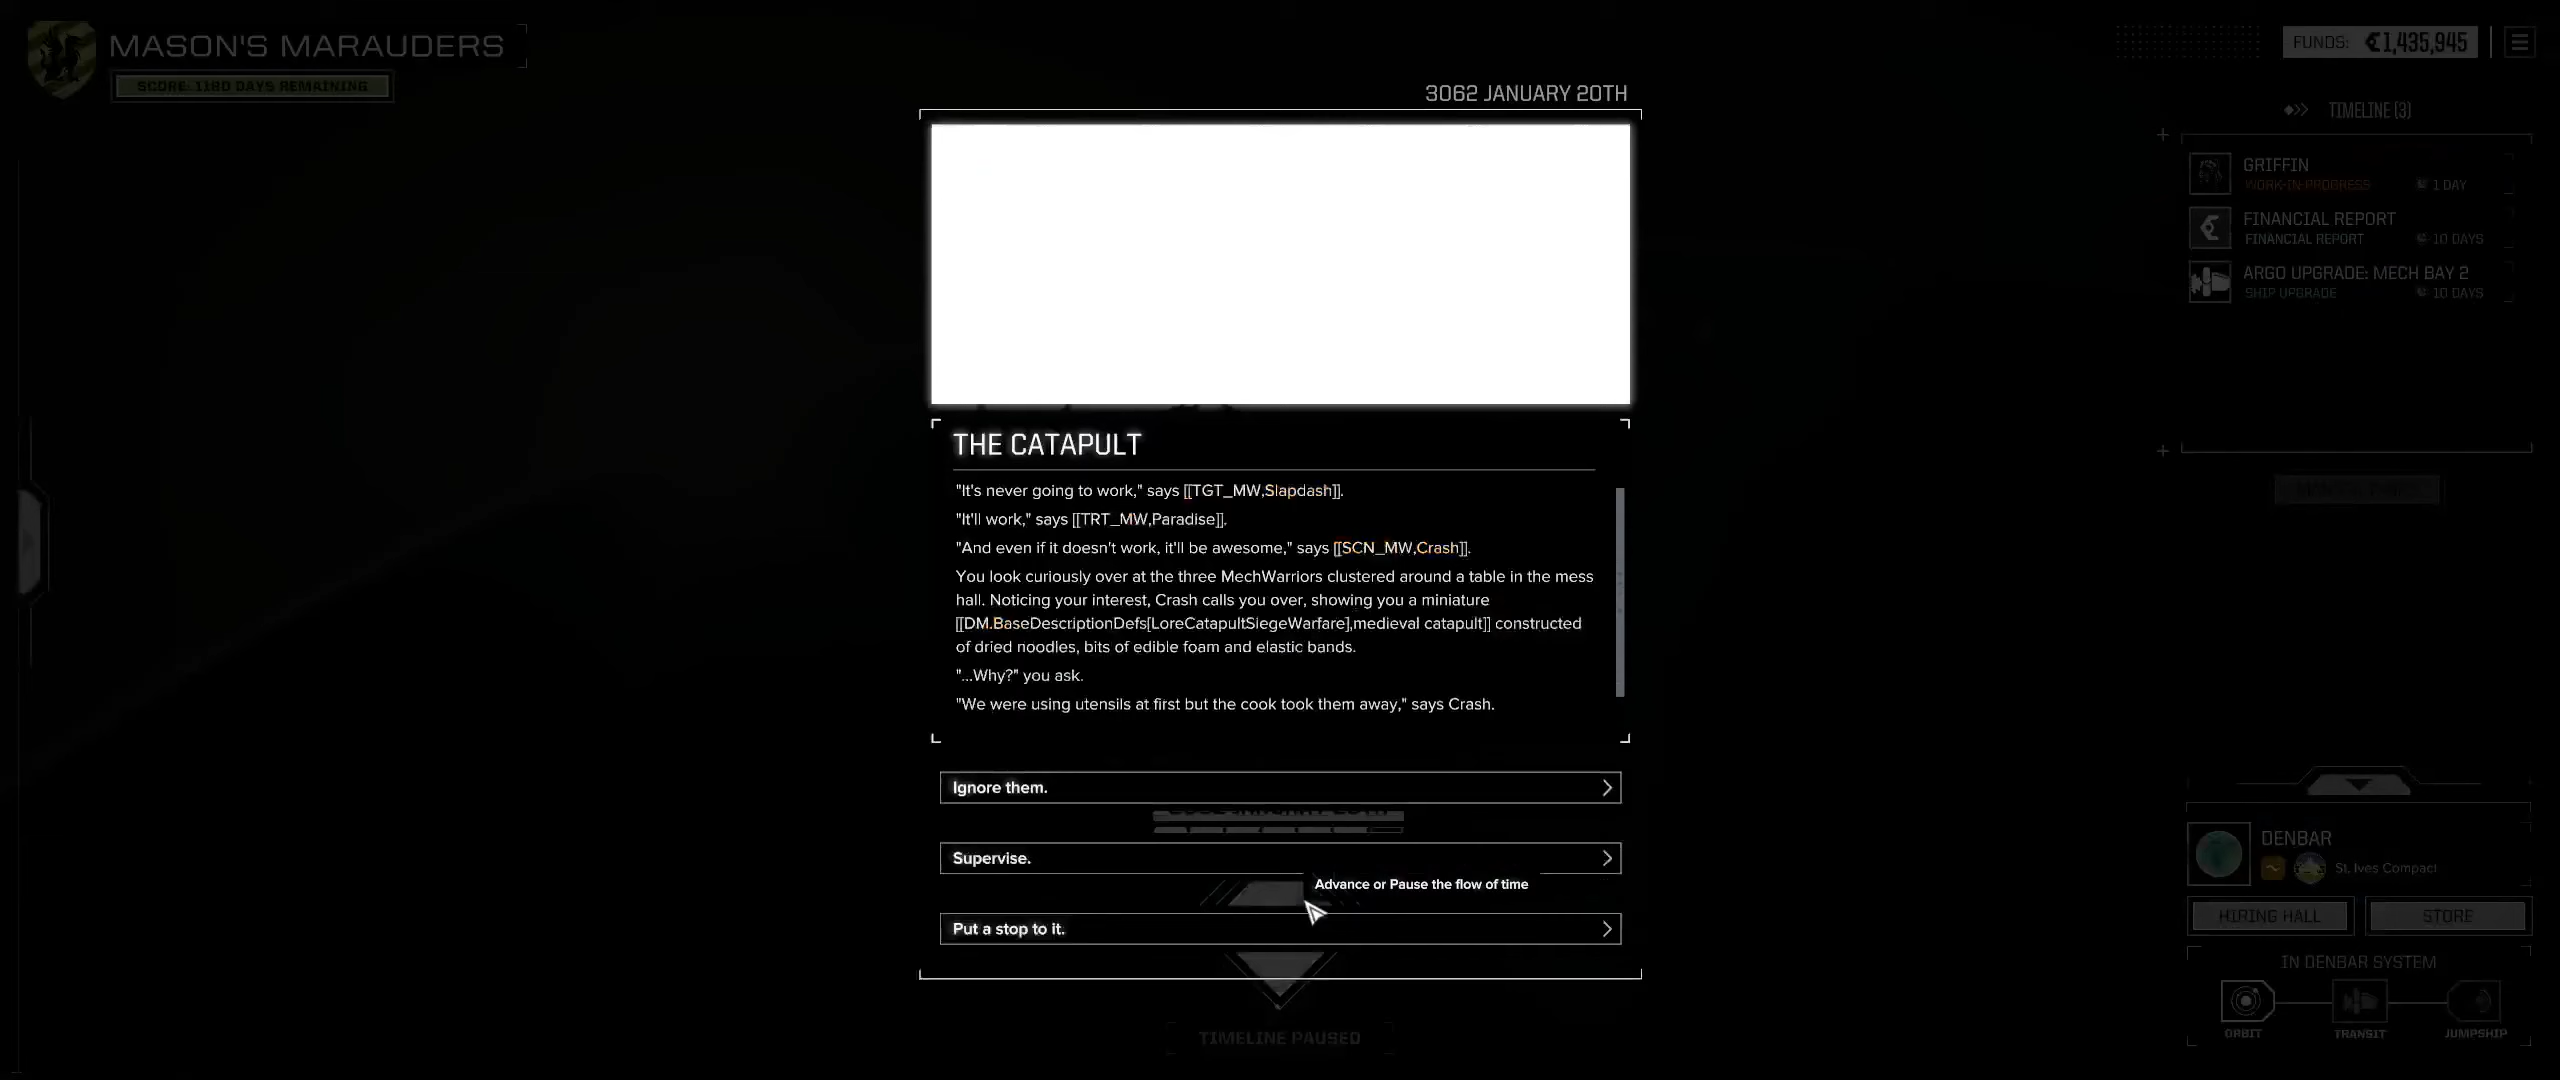 MASON'S MARAUDERS
SCORE: 1180 DAYS REMAINING
FUNDS: 1,435,945
3062 JANUARY 20TH
TIMELINE (3)
GRIFFIN
WORK-IN-PROGRESS 1 DAY
FINANCIAL REPORT
FINANCIAL REPORT 10 DAYS
ARGO UPGRADE: MECH BAY 2
SHIP UPGRADE 10 DAYS
THE CATAPULT
"It's never going to work," says [[TGT_MW,Slapdash]].
"It'll work," says [[TRT_MW,Paradise]].
"And even if it doesn't work, it'll be awesome," says [[SCN_MW,Crash]].
You look curiously over at the three MechWarriors clustered around a table in the mess
hall. Noticing your interest, Crash calls you over, showing you a miniature
[[DM.BaseDescriptionDefs[LoreCatapultSiegeWarfare],medieval catapult]] constructed
of dried noodles, bits of edible foam and elastic bands.
"...Why?" you ask.
"We were using utensils at first but the cook took them away," says Crash.
Ignore them.
Supervise.
Advance or Pause the flow of time
Put a stop to it.
TIMELINE PAUSED
DENBAR
St. Ives Compact
HIRING HALL
STORE
IN DENBAR SYSTEM
ORBIT
TRANSIT
JUMPSHIP